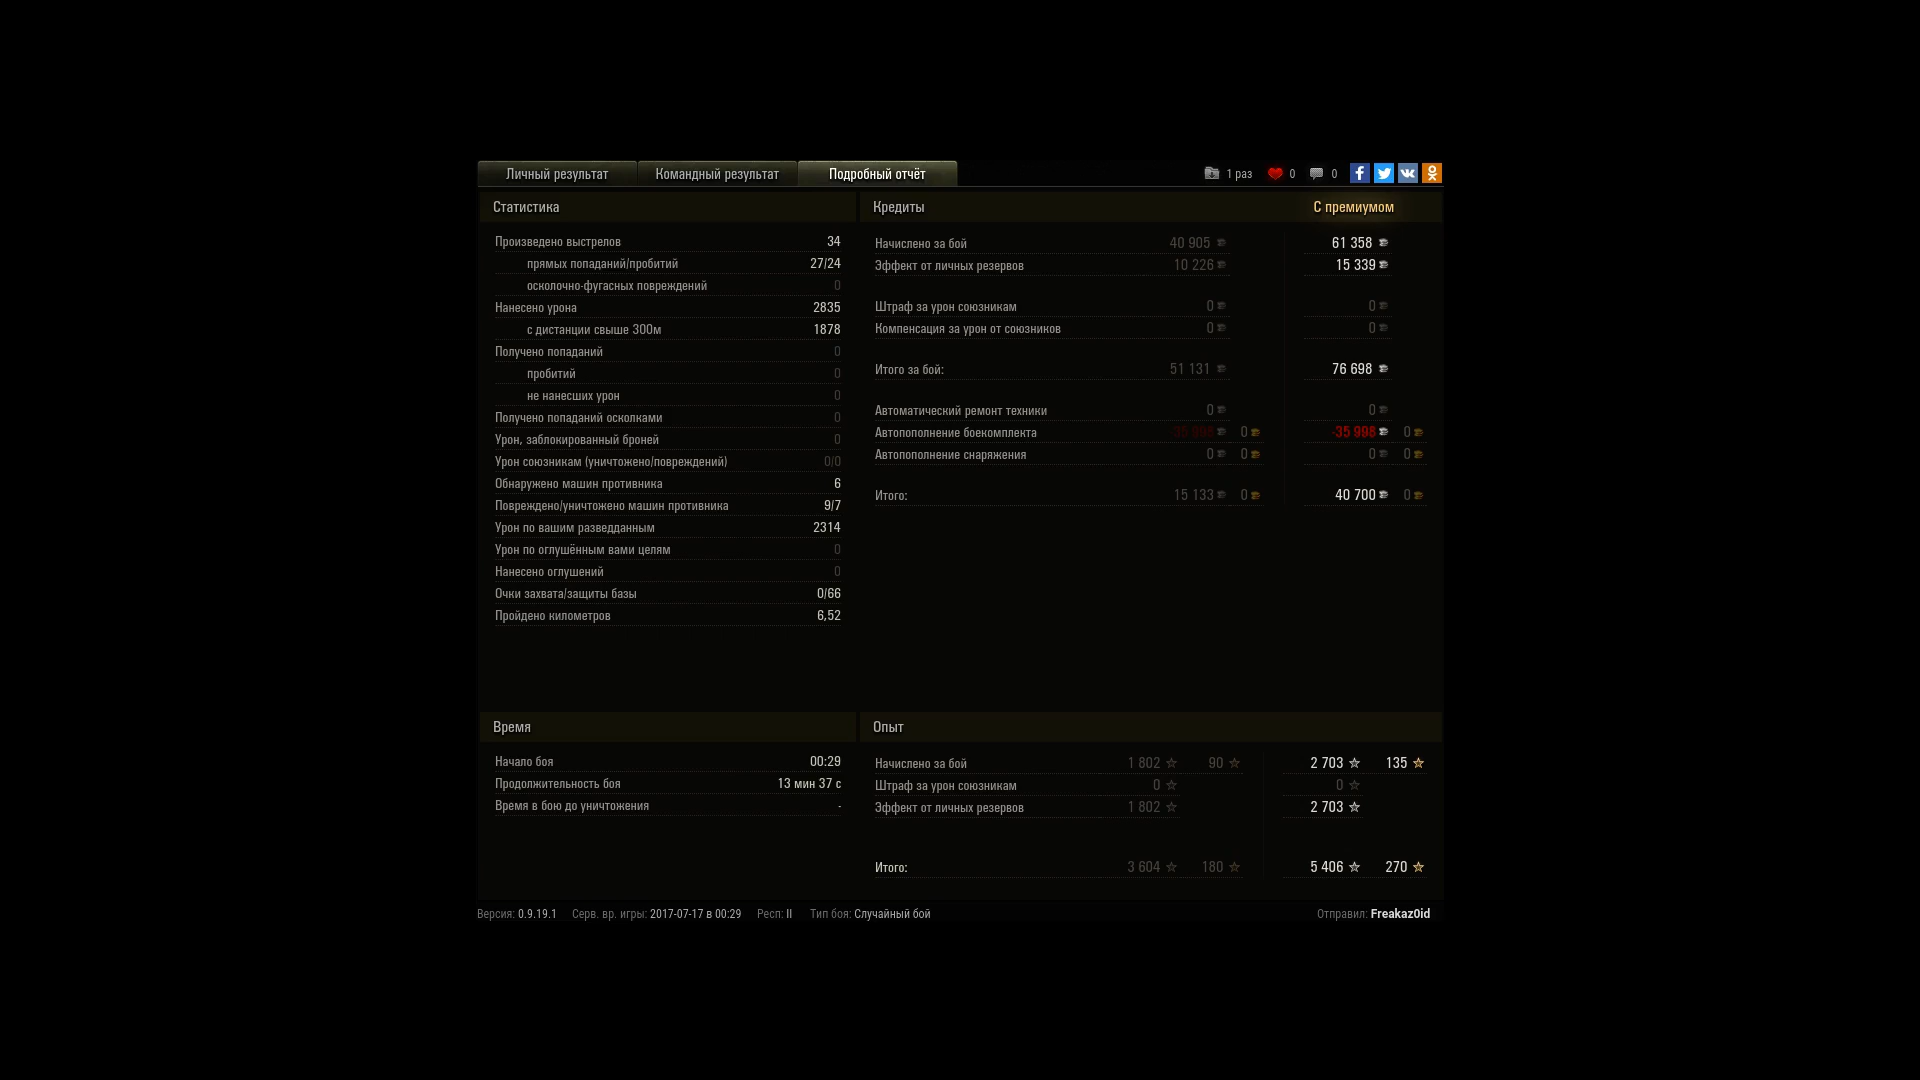 Личный результат Командный результат Подробный отчёт 1 раз 0 0
Статистика
Произведено выстрелов 34
прямых попаданий/пробитий 27/24
осколочно-фугасных повреждений 0
Нанесено урона 2835
с дистанции свыше 300м 1878
Получено попаданий 0
пробитий 0
не нанесших урон 0
Получено попаданий осколками 0
Урон, заблокированный броней 0
Урон союзникам (уничтожено/повреждений) 0/0
Обнаружено машин противника 6
Повреждено/уничтожено машин противника 9/7
Урон по вашим разведданным 2314
Урон по оглушённым вами целям 0
Нанесено оглушений 0
Очки захвата/защиты базы 0/66
Пройдено километров 6,52
Кредиты С премиумом
Начислено за бой 40 905 61 358
Эффект от личных резервов 10 226 15 339
Штраф за урон союзникам 0 0
Компенсация за урон от союзников 0 0
Итого за бой: 51 131 76 698
Автоматический ремонт техники 0 0
Автопополнение боекомплекта -35 998 0 -35 998 0
Автопополнение снаряжения 0 0 0 0
Итого: 15 133 0 40 700 0
Время
Начало боя 00:29
Продолжительность боя 13 мин 37 с
Время в бою до уничтожения -
Опыт
Начислено за бой 1 802 90 2 703 135
Штраф за урон союзникам 0 0
Эффект от личных резервов 1 802 2 703
Итого: 3 604 180 5 406 270
Версия: 0.9.19.1 Серв. вр. игры: 2017-07-17 в 00:29 Респ: II Тип боя: Случайный бой Отправил: Freakaz0id